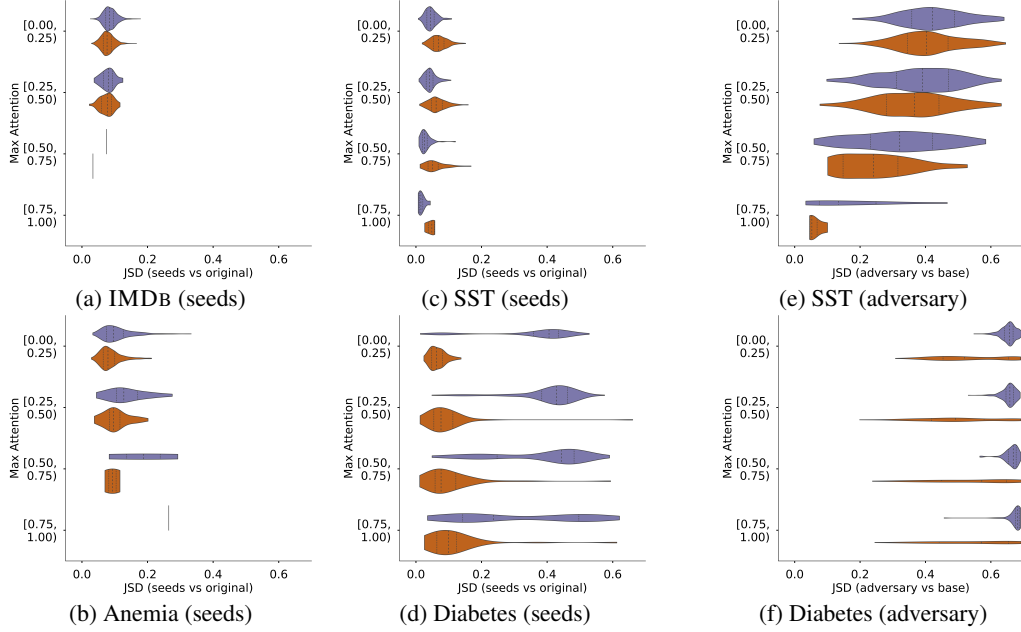 Max Attention
[0.00,
0.25)
[0.25,
0.50)
[0.50,
0.75)
[0.75,
1.00)
0.0 0.2 0.4 0.6
JSD (seeds vs original)
(a) IMDB (seeds)
[0.00,
0.25)
[0.25,
0.50)
[0.50,
0.75)
[0.75,
1.00)
0.0 0.2 0.4 0.6
JSD (seeds vs original)
(c) SST (seeds)
Max Attention
[0.00,
0.25)
[0.25,
0.50)
[0.50,
0.75)
[0.75,
1.00)
0.0 0.2 0.4 0.6
JSD (adversary vs base)
(e) SST (adversary)
Max Attention
[0.00,
0.25)
[0.25,
0.50)
[0.50,
0.75)
[0.75,
1.00)
0.0 0.2 0.4 0.6
JSD (seeds vs original)
(b) Anemia (seeds)
Max Attention
[0.00,
0.25)
[0.25,
0.50)
[0.50,
0.75)
[0.75,
1.00)
0.0 0.2 0.4 0.6
JSD (seeds vs original)
(d) Diabetes (seeds)
Max Attention
[0.00,
0.25)
[0.25,
0.50)
[0.50,
0.75)
[0.75,
1.00)
0.0 0.2 0.4 0.6
JSD (adversary vs base)
(f) Diabetes (adversary)
Max Attention